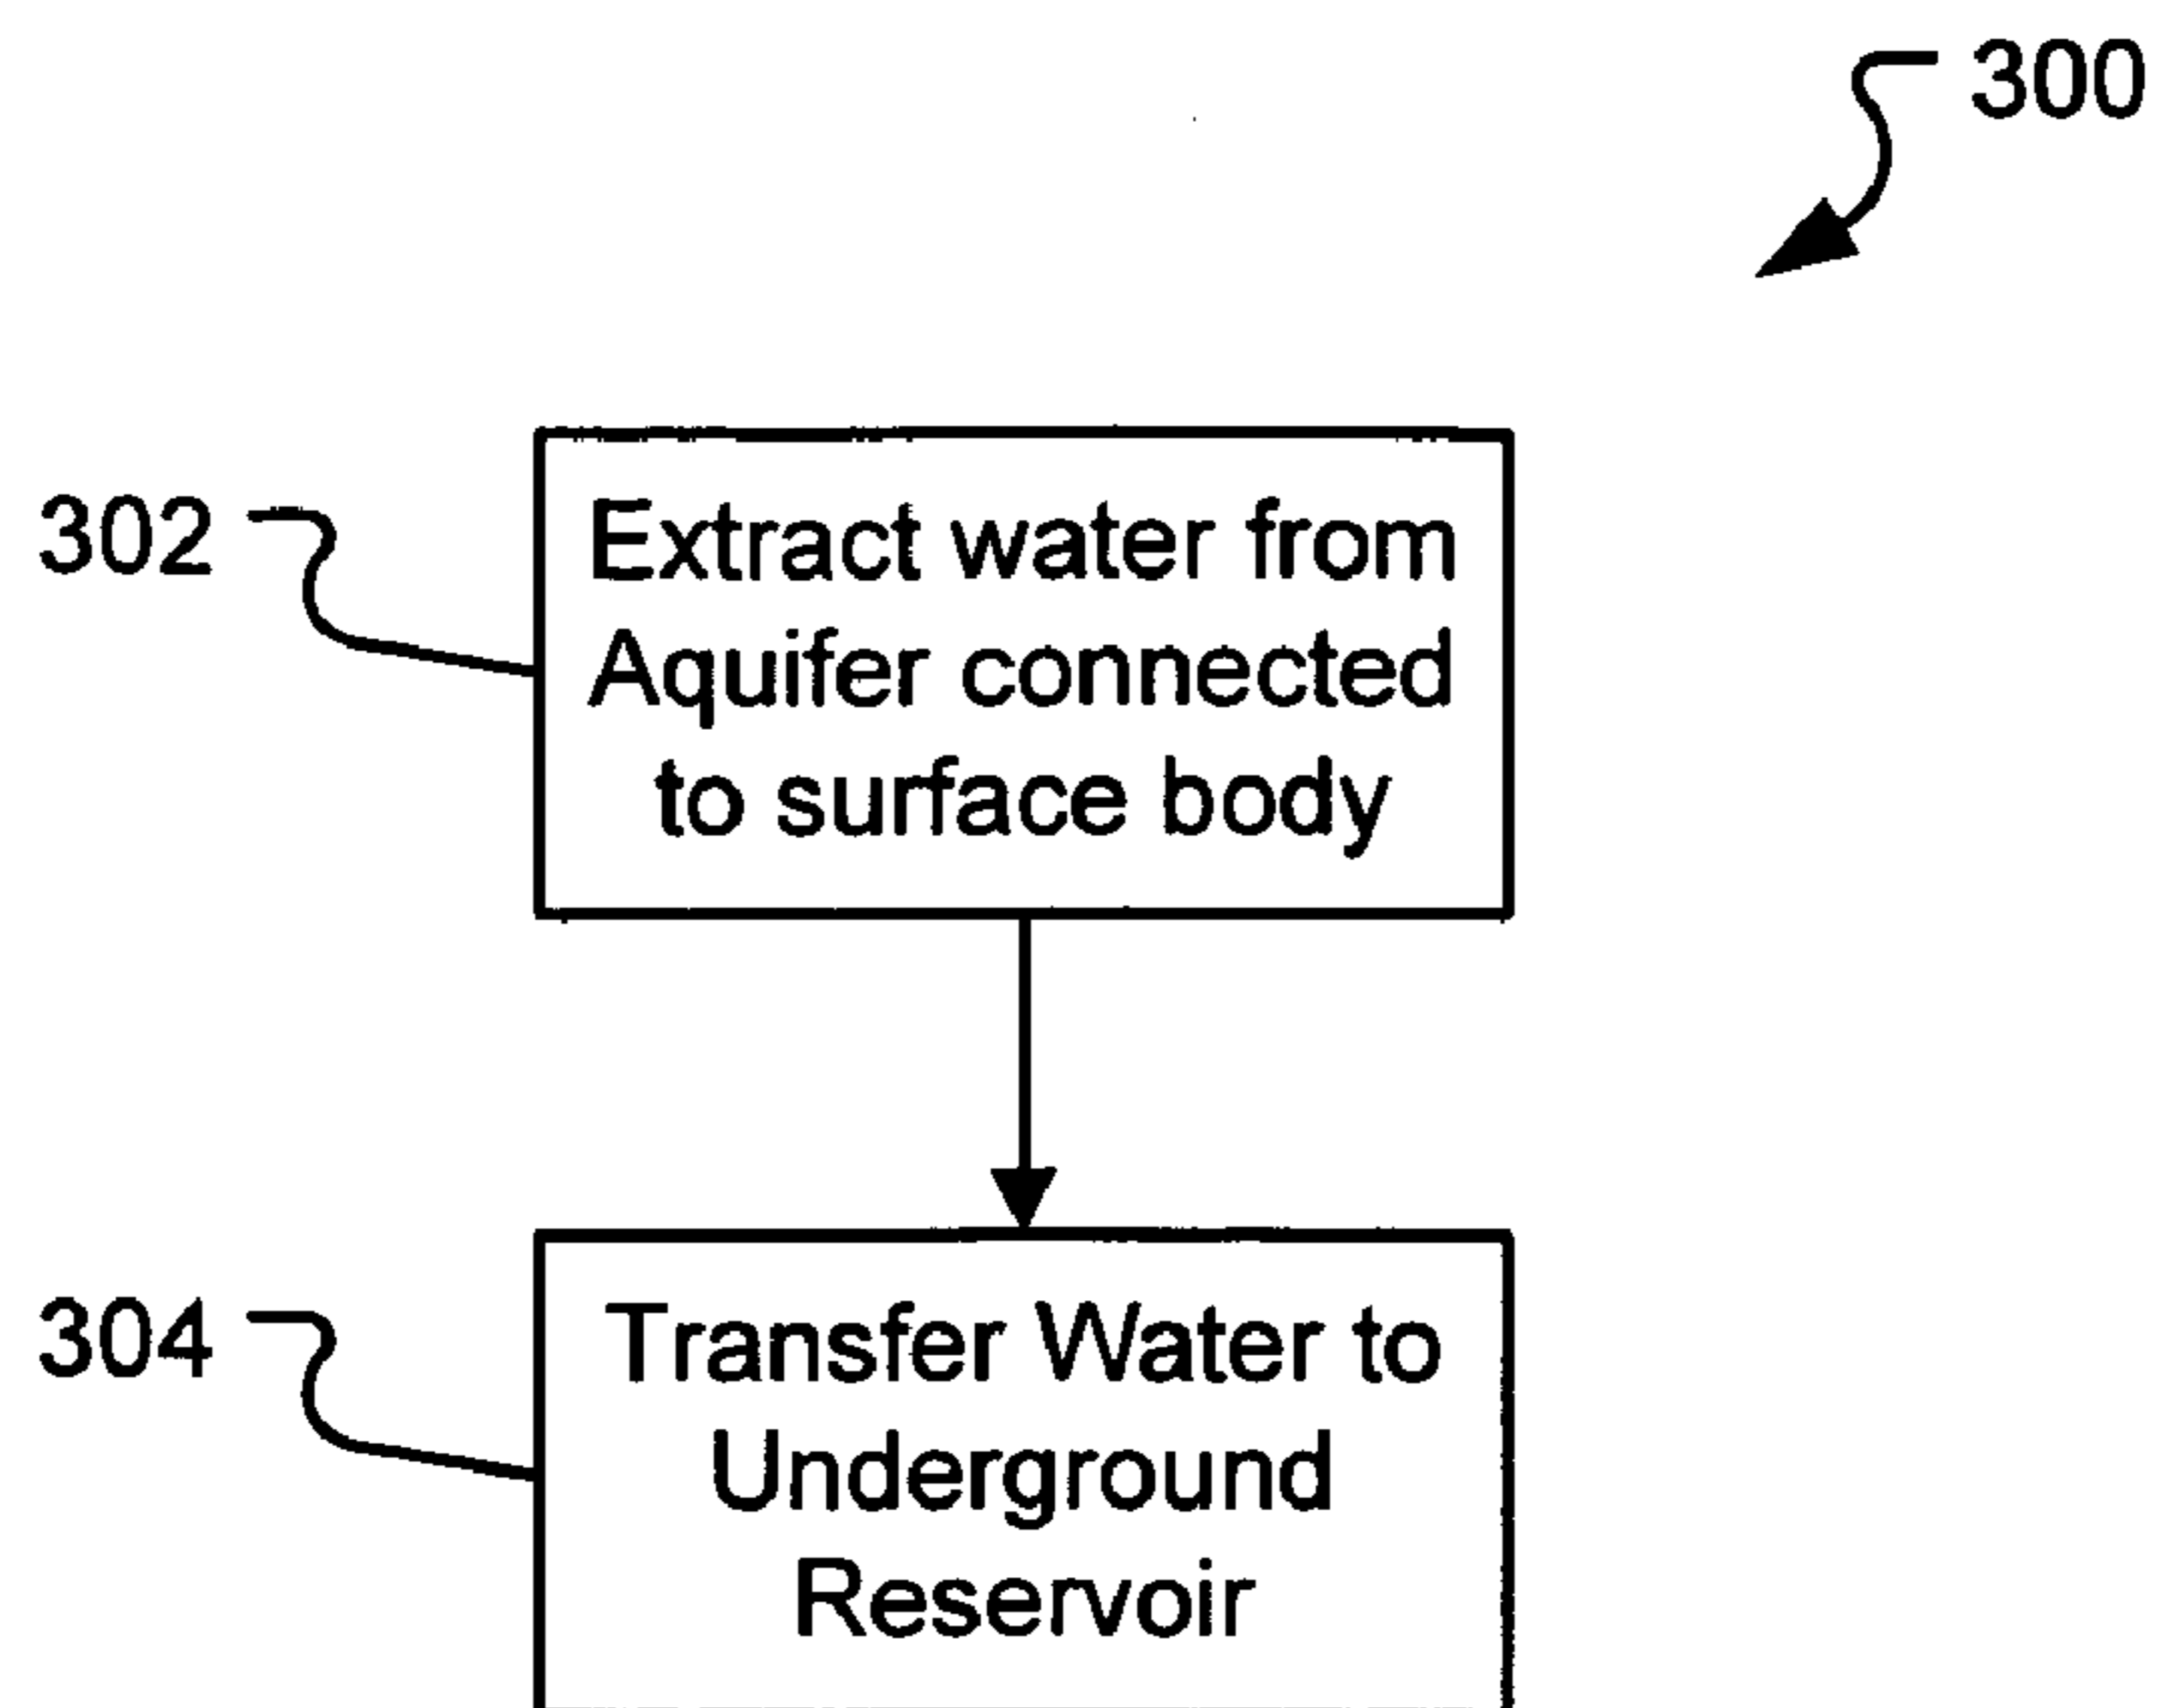 300
302
Extract water from
Aquifer connected
to surface body
304
Transfer Water to
Underground
Reservoir